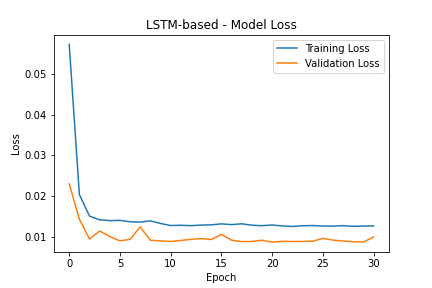 LSTM-based - Model Loss
Training Loss
Validation Loss
Loss
0.05
0.04
0.03
0.02
0.01
0 5 10 15 20 25 30
Epoch